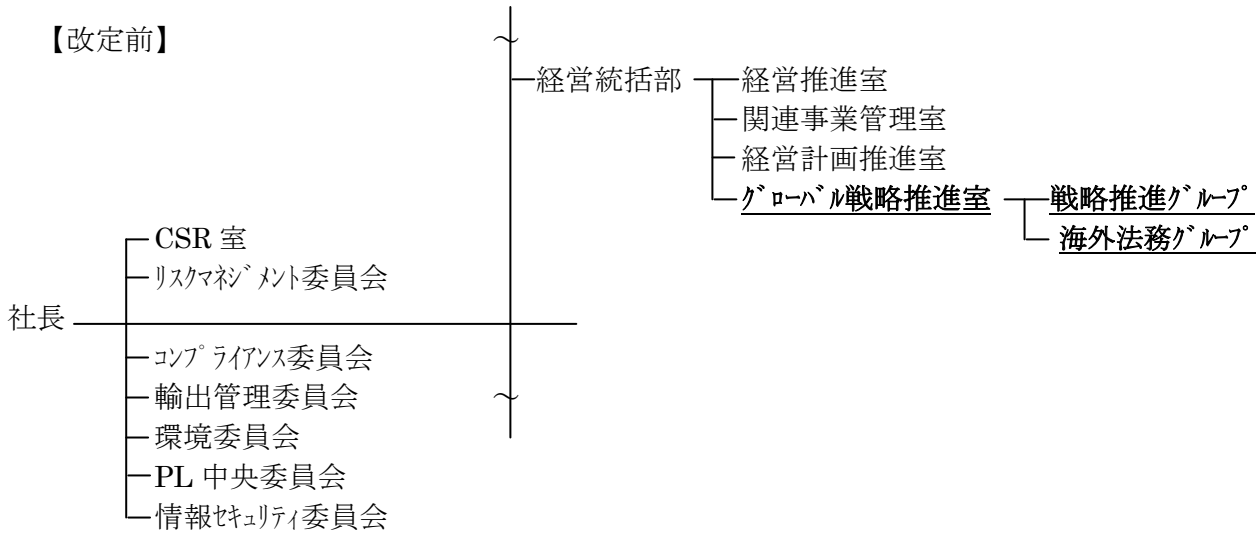 【改定前】
経営統括部
経営推進室
関連事業管理室
経営計画推進室
グローバル戦略推進室
戦略推進グループ
海外法務グループ
CSR 室
リスクマネジメント委員会
社長
コンプライアンス委員会
輸出管理委員会
環境委員会
PL 中央委員会
情報セキュリティ委員会